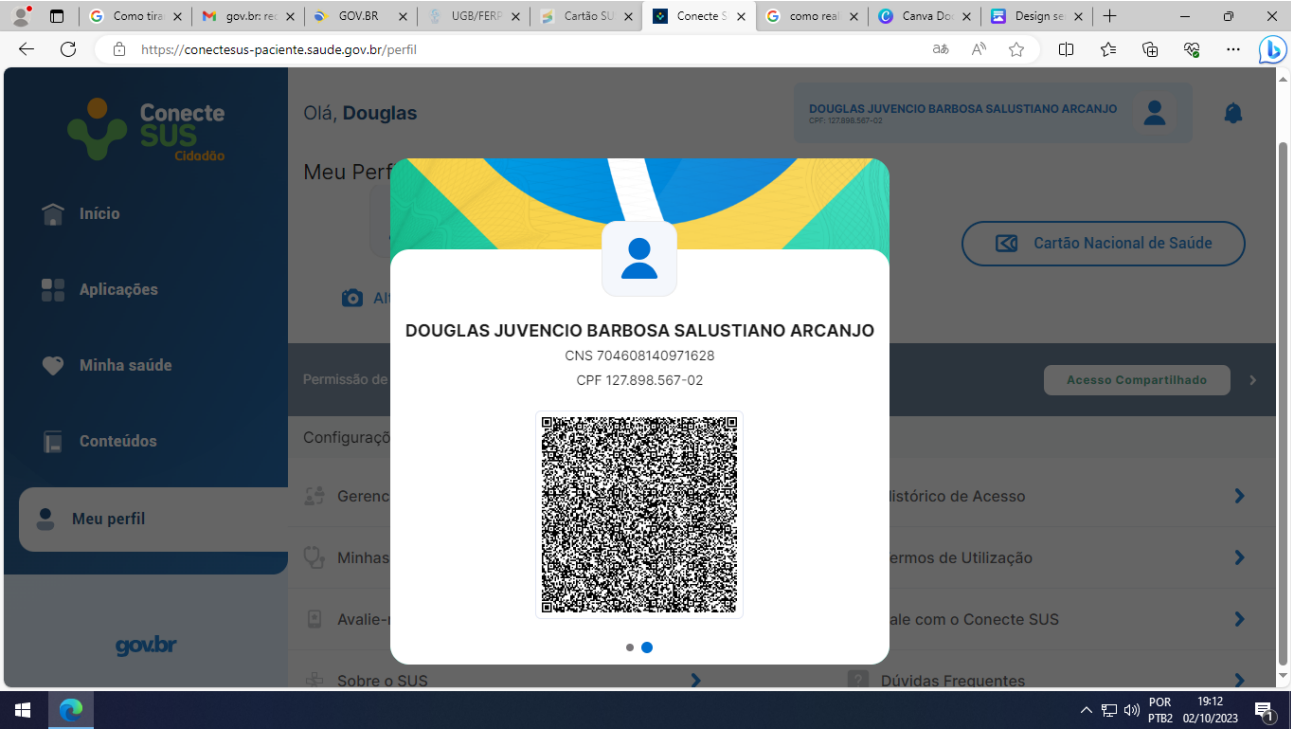 Como tira
gov.br: rec
GOV.BR
UGB/FERP
Cartão SU
Conecte S
como real
Canva Do
Design se
https://conectesus-paciente.saude.gov.br/perfil
Conecte
SUS
Cidadão
Olá, Douglas
DOUGLAS JUVENCIO BARBOSA SALUSTIANO ARCANJO
CPF: 127.898.567-02
Meu Perf
Início
Cartão Nacional de Saúde
Aplicações
Alt
DOUGLAS JUVENCIO BARBOSA SALUSTIANO ARCANJO
CNS 704608140971628
CPF 127.898.567-02
Minha saúde
Permissão de
Acesso Compartilhado
Conteúdos
Configuraçõ
Gerenc
istórico de Acesso
Meu perfil
Minhas
ermos de Utilização
Avalie-
ale com o Conecte SUS
gov.br
Sobre o SUS
Dúvidas Frequentes
POR
PTB2
19:12
02/10/2023
1